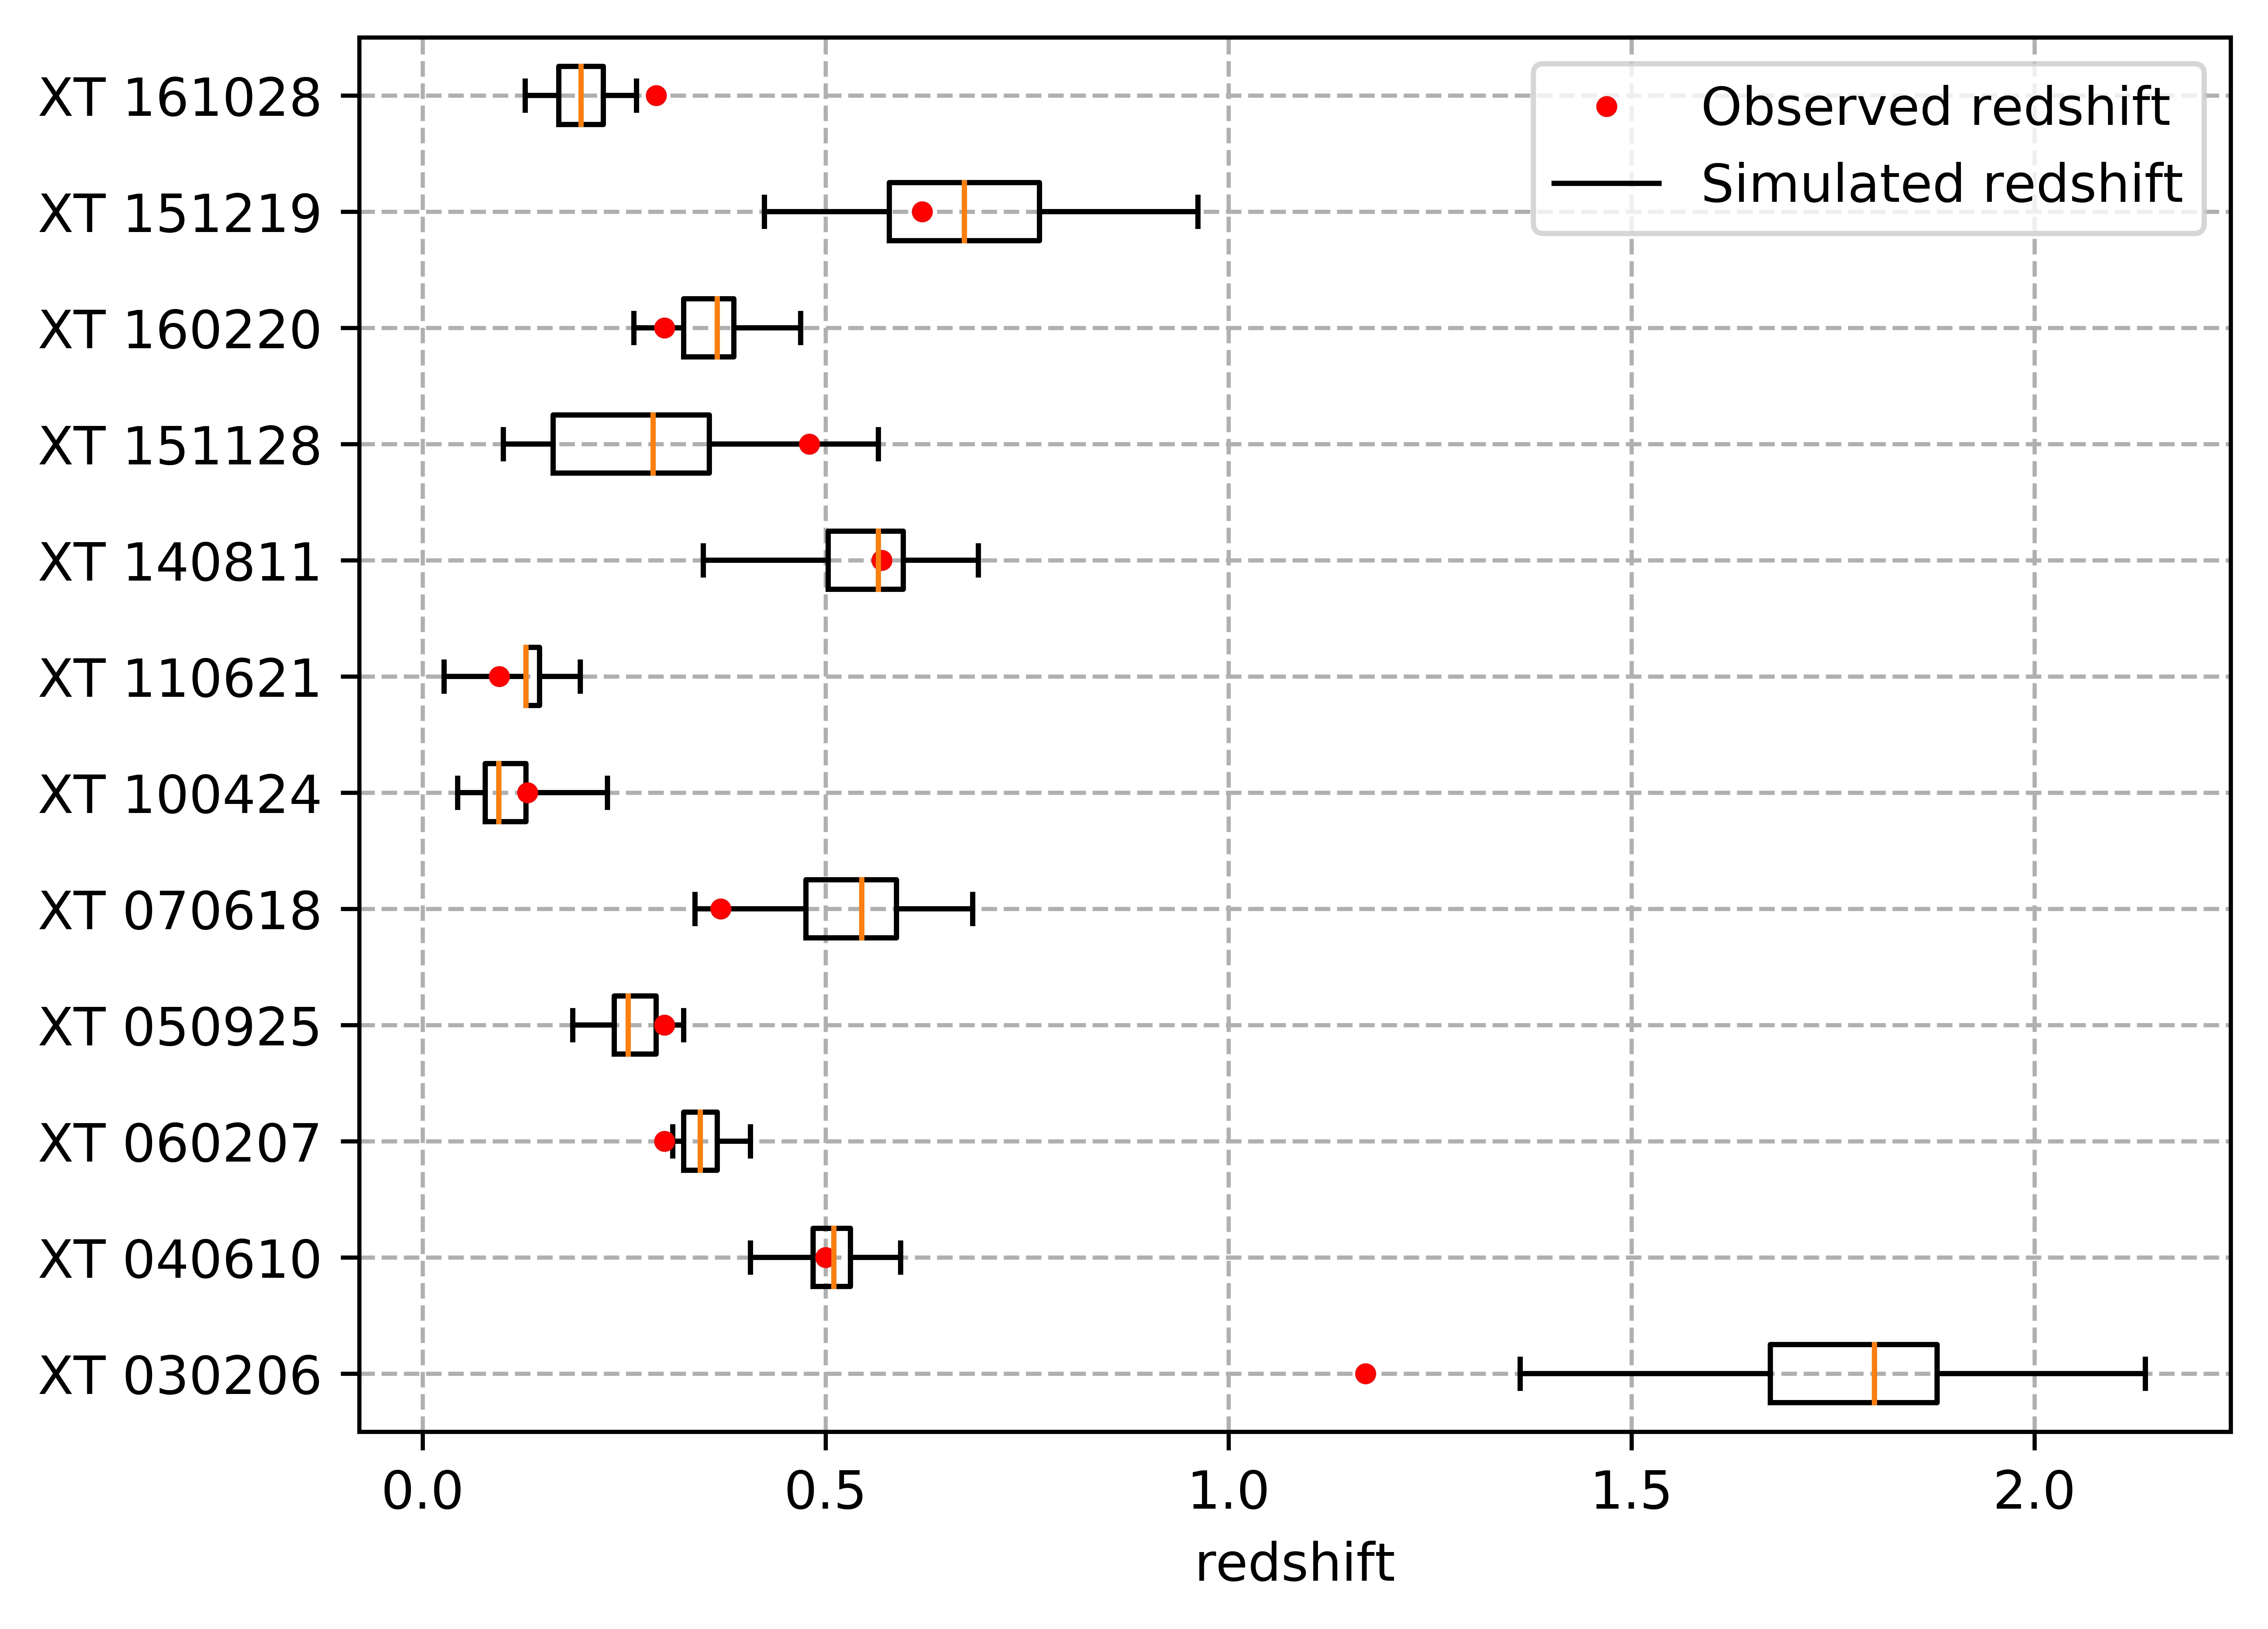 XT 161028
XT 151219
XT 160220
XT 151128
XT 140811
XT 110621
XT 100424
XT 070618
XT 050925
XT 060207
XT 040610
XT 030206
Observed redshift
Simulated redshift
0.0 0.5 1.0 1.5 2.0
redshift